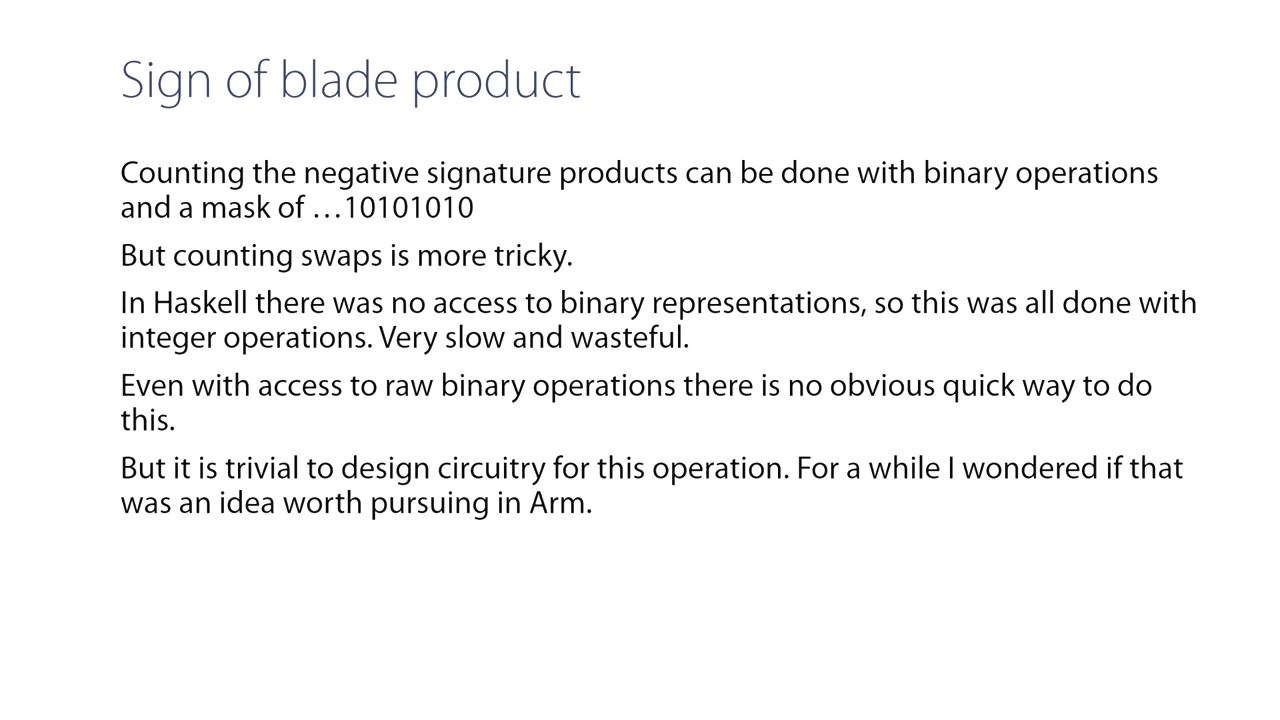 Sign of blade product
Counting the negative signature products can be done with binary operations
and a mask of …10101010
But counting swaps is more tricky.
In Haskell there was no access to binary representations, so this was all done with
integer operations. Very slow and wasteful.
Even with access to raw binary operations there is no obvious quick way to do
this.
But it is trivial to design circuitry for this operation. For a while I wondered if that
was an idea worth pursuing in Arm.